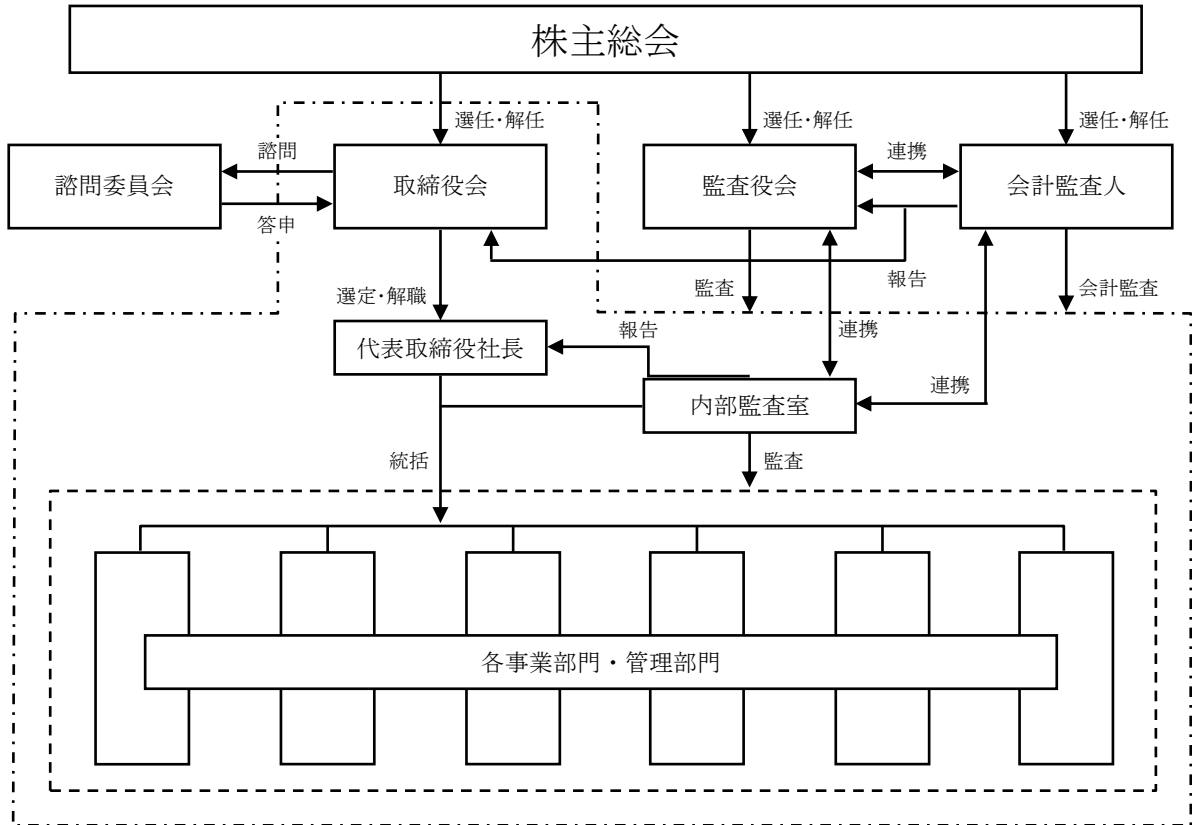 株主総会
選任・解任
選任・解任
選任・解任
諮問
連携
諮問委員会
取締役会
監査役会
会計監査人
答申
報告
選定・解職
監査
会計監査
報告
連携
代表取締役社長
連携
内部監査室
統括
監査
各事業部門・管理部門